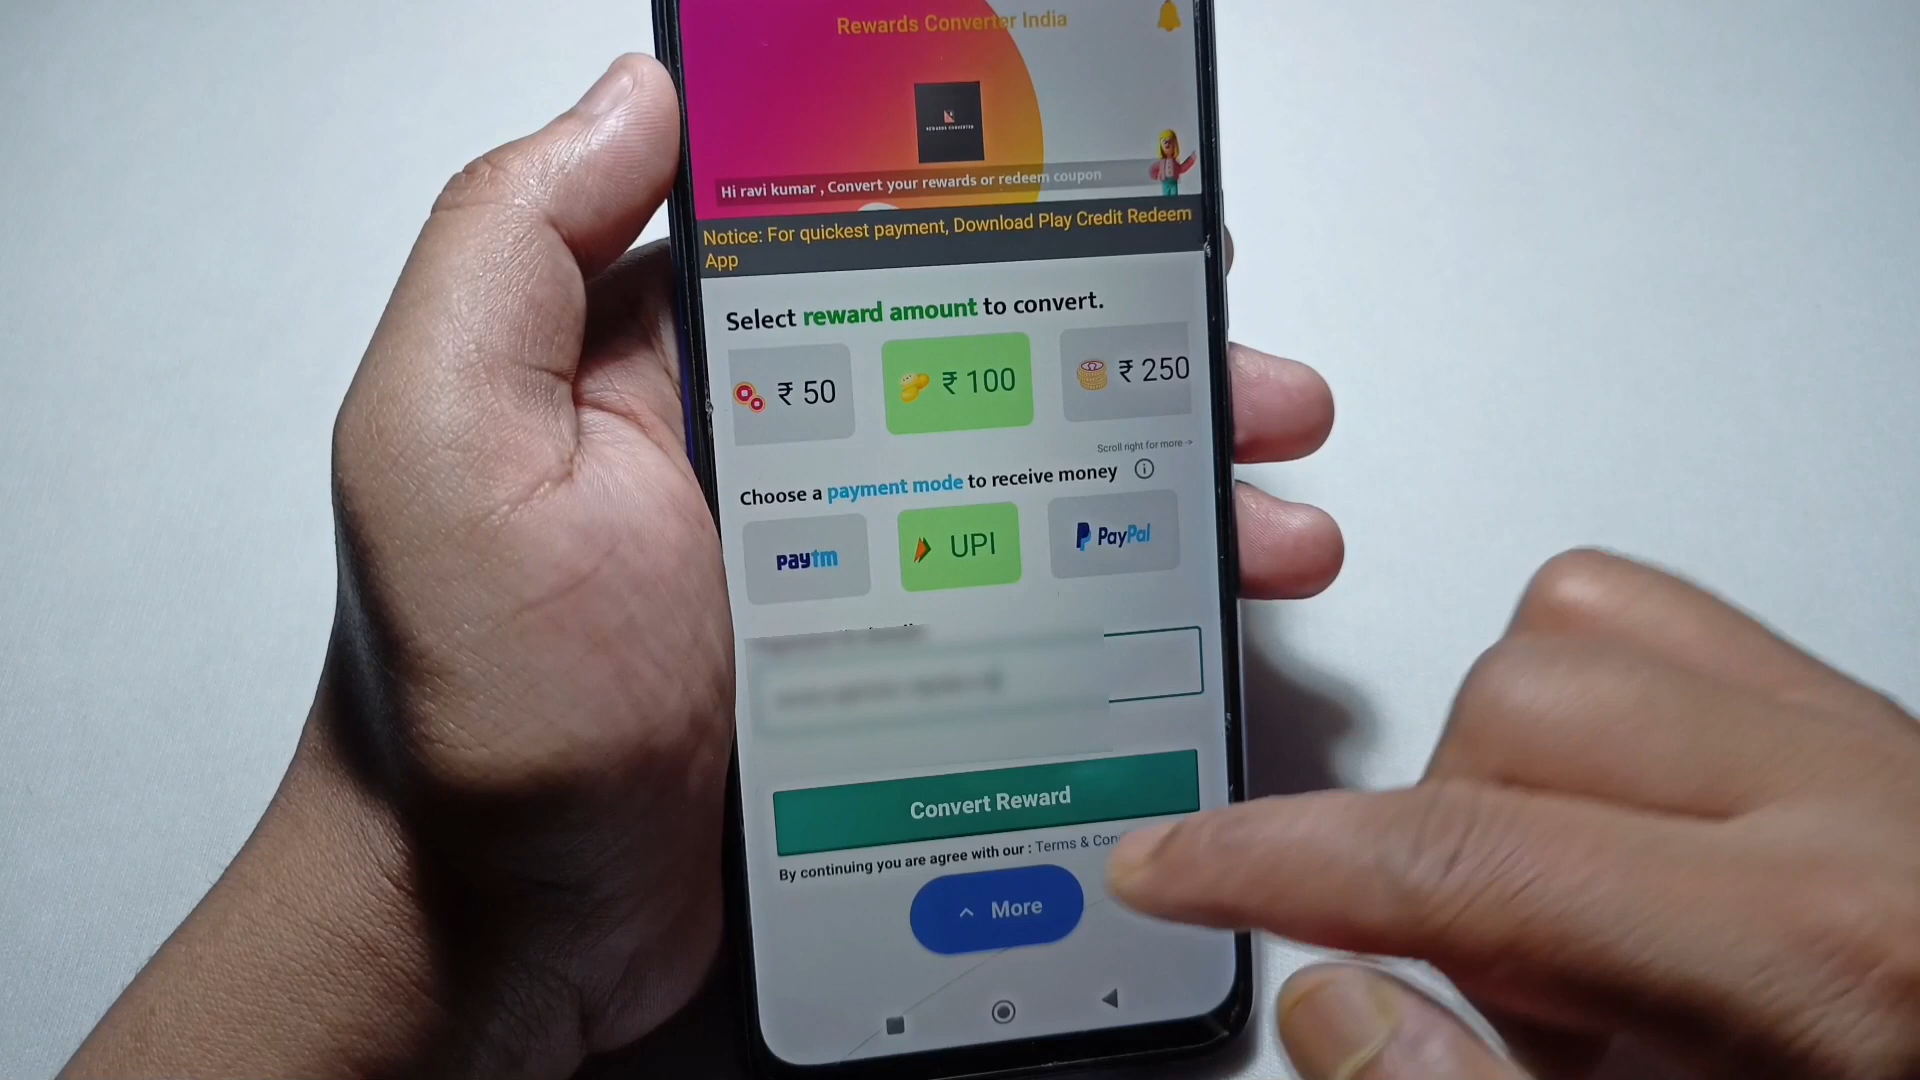 Rewards Converter India
REWARDS CONVERTER
Hi ravi kumar , Convert your rewards or redeem coupon
Notice: For quickest payment, Download Play Credit Redeem
App
Select reward amount to convert.
₹ 50
₹ 100
₹ 250
Scroll right for more ->
Choose a payment mode to receive money
paytm
UPI
PayPal
Convert Reward
By continuing you are agree with our : Terms &
More